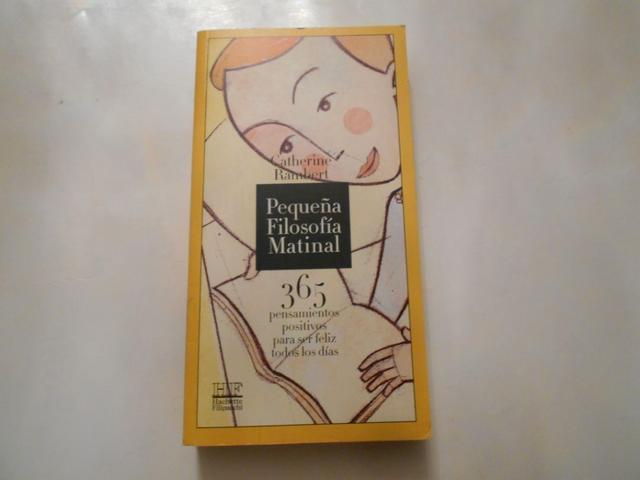 Catherine
Rambert
Pequeña
Filosofía
Matinal
365
pensamientos
positivos
para ser feliz
todos los días
HF
Hachette
Filipacchi